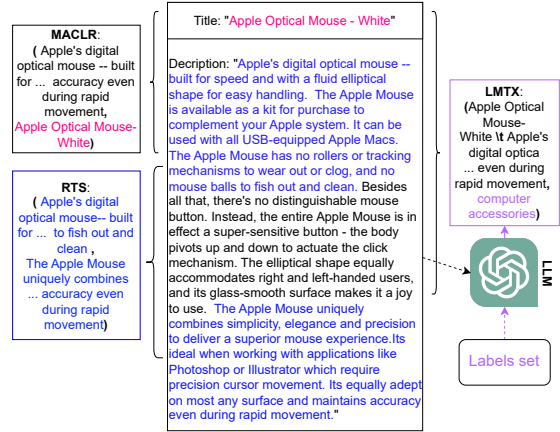 MACLR:
( Apple's digital
optical mouse -- built
for ... accuracy even
during rapid
movement,
Apple Optical Mouse-
White)
RTS:
( Apple's digital
optical mouse-- built
for ... to fish out and
clean ,
The Apple Mouse
uniquely combines
... accuracy even
during rapid
movement)
Title: "Apple Optical Mouse - White"
Decription: "Apple's digital optical mouse --
built for speed and with a fluid elliptical
shape for easy handling. The Apple Mouse
is available as a kit for purchase to
complement your Apple system. It can be
used with all USB-equipped Apple Macs.
The Apple Mouse has no rollers or tracking
mechanisms to wear out or clog, and no
mouse balls to fish out and clean. Besides
all that, there's no distinguishable mouse
button. Instead, the entire Apple Mouse is in
effect a super-sensitive button - the body
pivots up and down to actuate the click
mechanism. The elliptical shape equally
accommodates right and left-handed users,
and its glass-smooth surface makes it a joy
to use. The Apple Mouse uniquely
combines simplicity, elegance and precision
to deliver a superior mouse experience.Its
ideal when working with applications like
Photoshop or Illustrator which require
precision cursor movement. Its equally adept
on most any surface and maintains accuracy
even during rapid movement."
LMTX:
(Apple Optical
Mouse-
White \t Apple's
digital optica
... even during
rapid movement,
computer
accessories)
LLM
Labels set